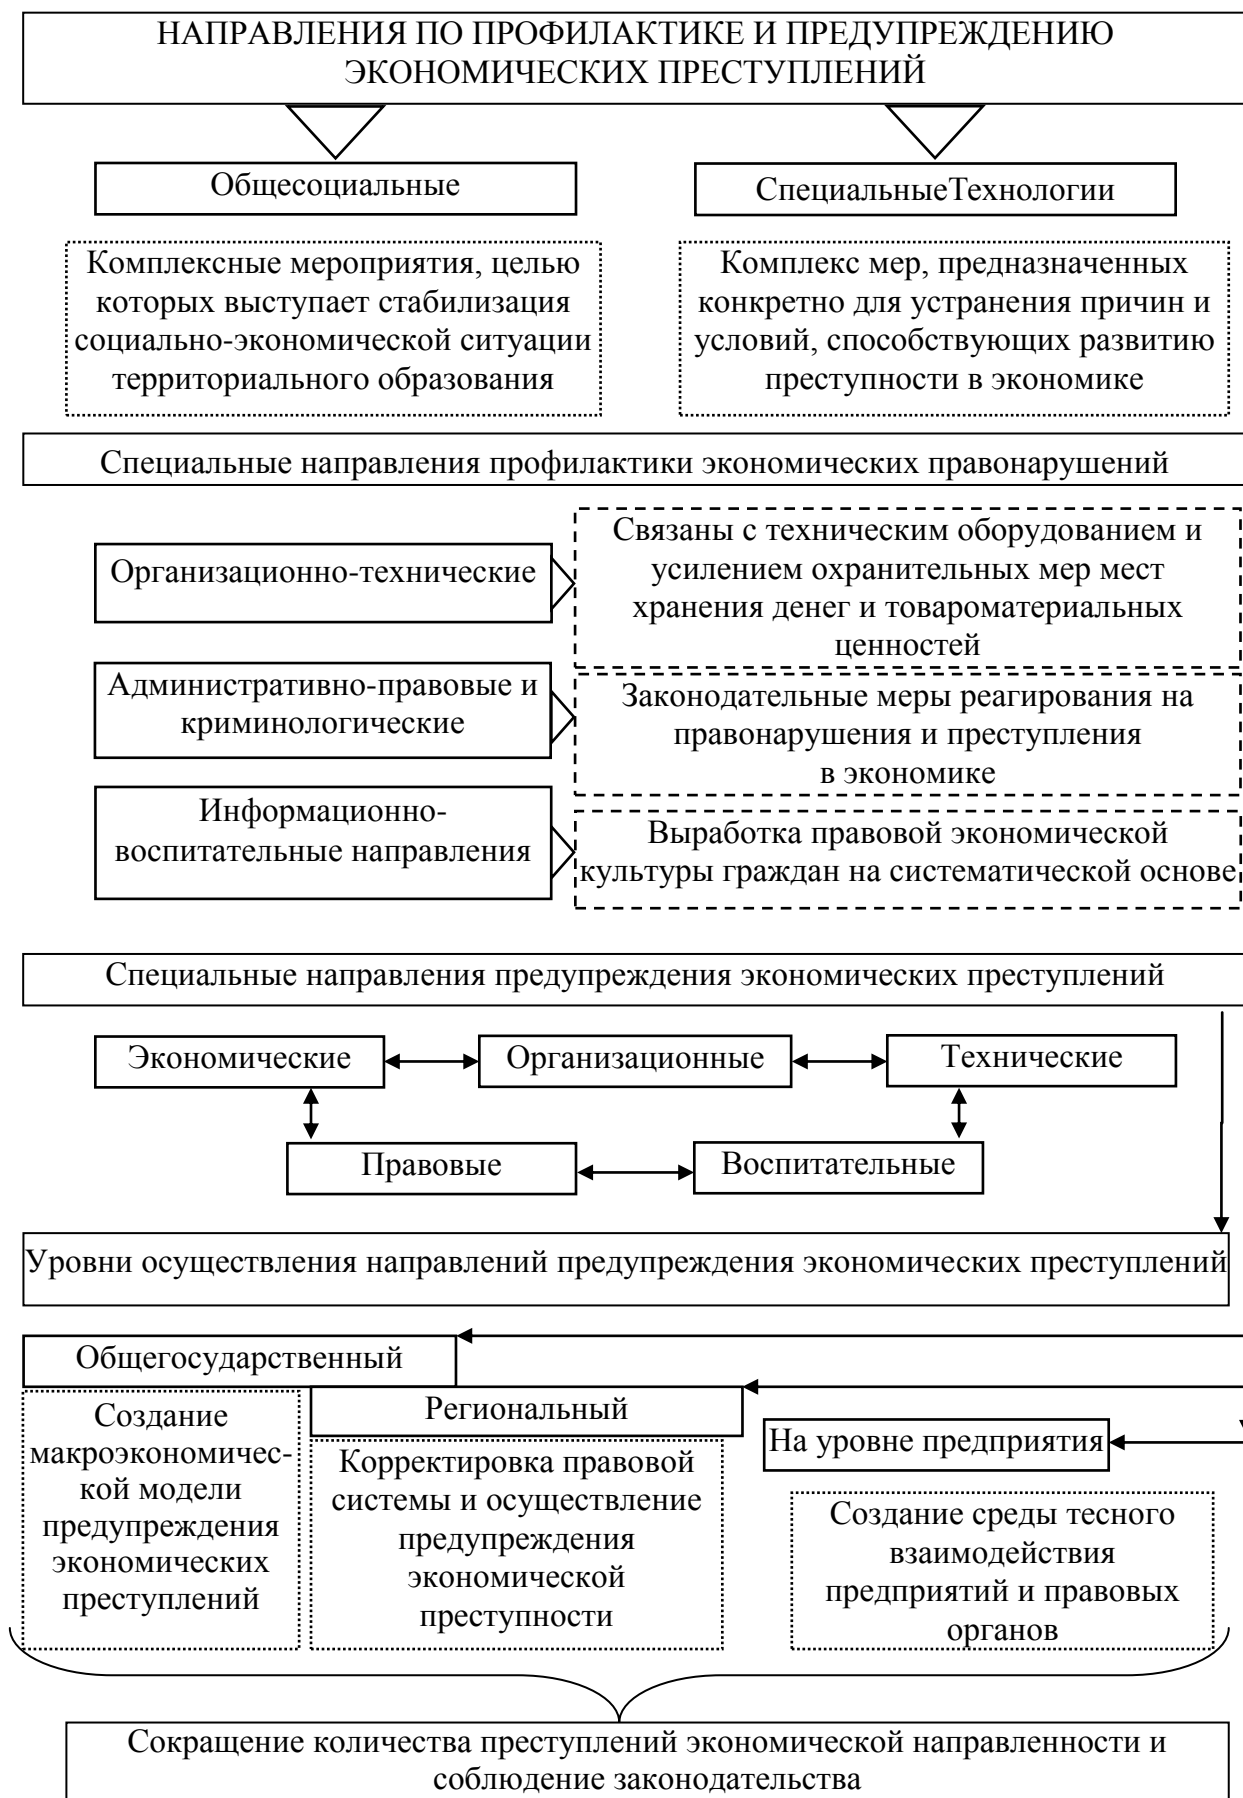 НАПРАВЛЕНИЯ ПО ПРОФИЛАКТИКЕ И ПРЕДУПРЕЖДЕНИЮ
ЭКОНОМИЧЕСКИХ ПРЕСТУПЛЕНИЙ
Общесоциальные
СпециальныеТехнологии
Комплексные мероприятия, целью
которых выступает стабилизация
социально-экономической ситуации
территориального образования
Комплекс мер, предназначенных
конкретно для устранения причин и
условий, способствующих развитию
преступности в экономике
Специальные направления профилактики экономических правонарушений
Организационно-технические
Связаны с техническим оборудованием и
усилением охранительных мер мест
хранения денег и товароматериальных
ценностей
Административно-правовые и
криминологические
Законодательные меры реагирования на
правонарушения и преступления
в экономике
Информационно-
воспитательные направления
Выработка правовой экономической
культуры граждан на систематической основе
Специальные направления предупреждения экономических преступлений
Экономические
Организационные
Технические
Правовые
Воспитательные
Уровни осуществления направлений предупреждения экономических преступлений
Общегосударственный
Создание
макроэкономичес-
кой модели
предупреждения
экономических
преступлений
Региональный
Корректировка правовой
системы и осуществление
предупреждения
экономической
преступности
На уровне предприятия
Создание среды тесного
взаимодействия
предприятий и правовых
органов
Сокращение количества преступлений экономической направленности и
соблюдение законодательства